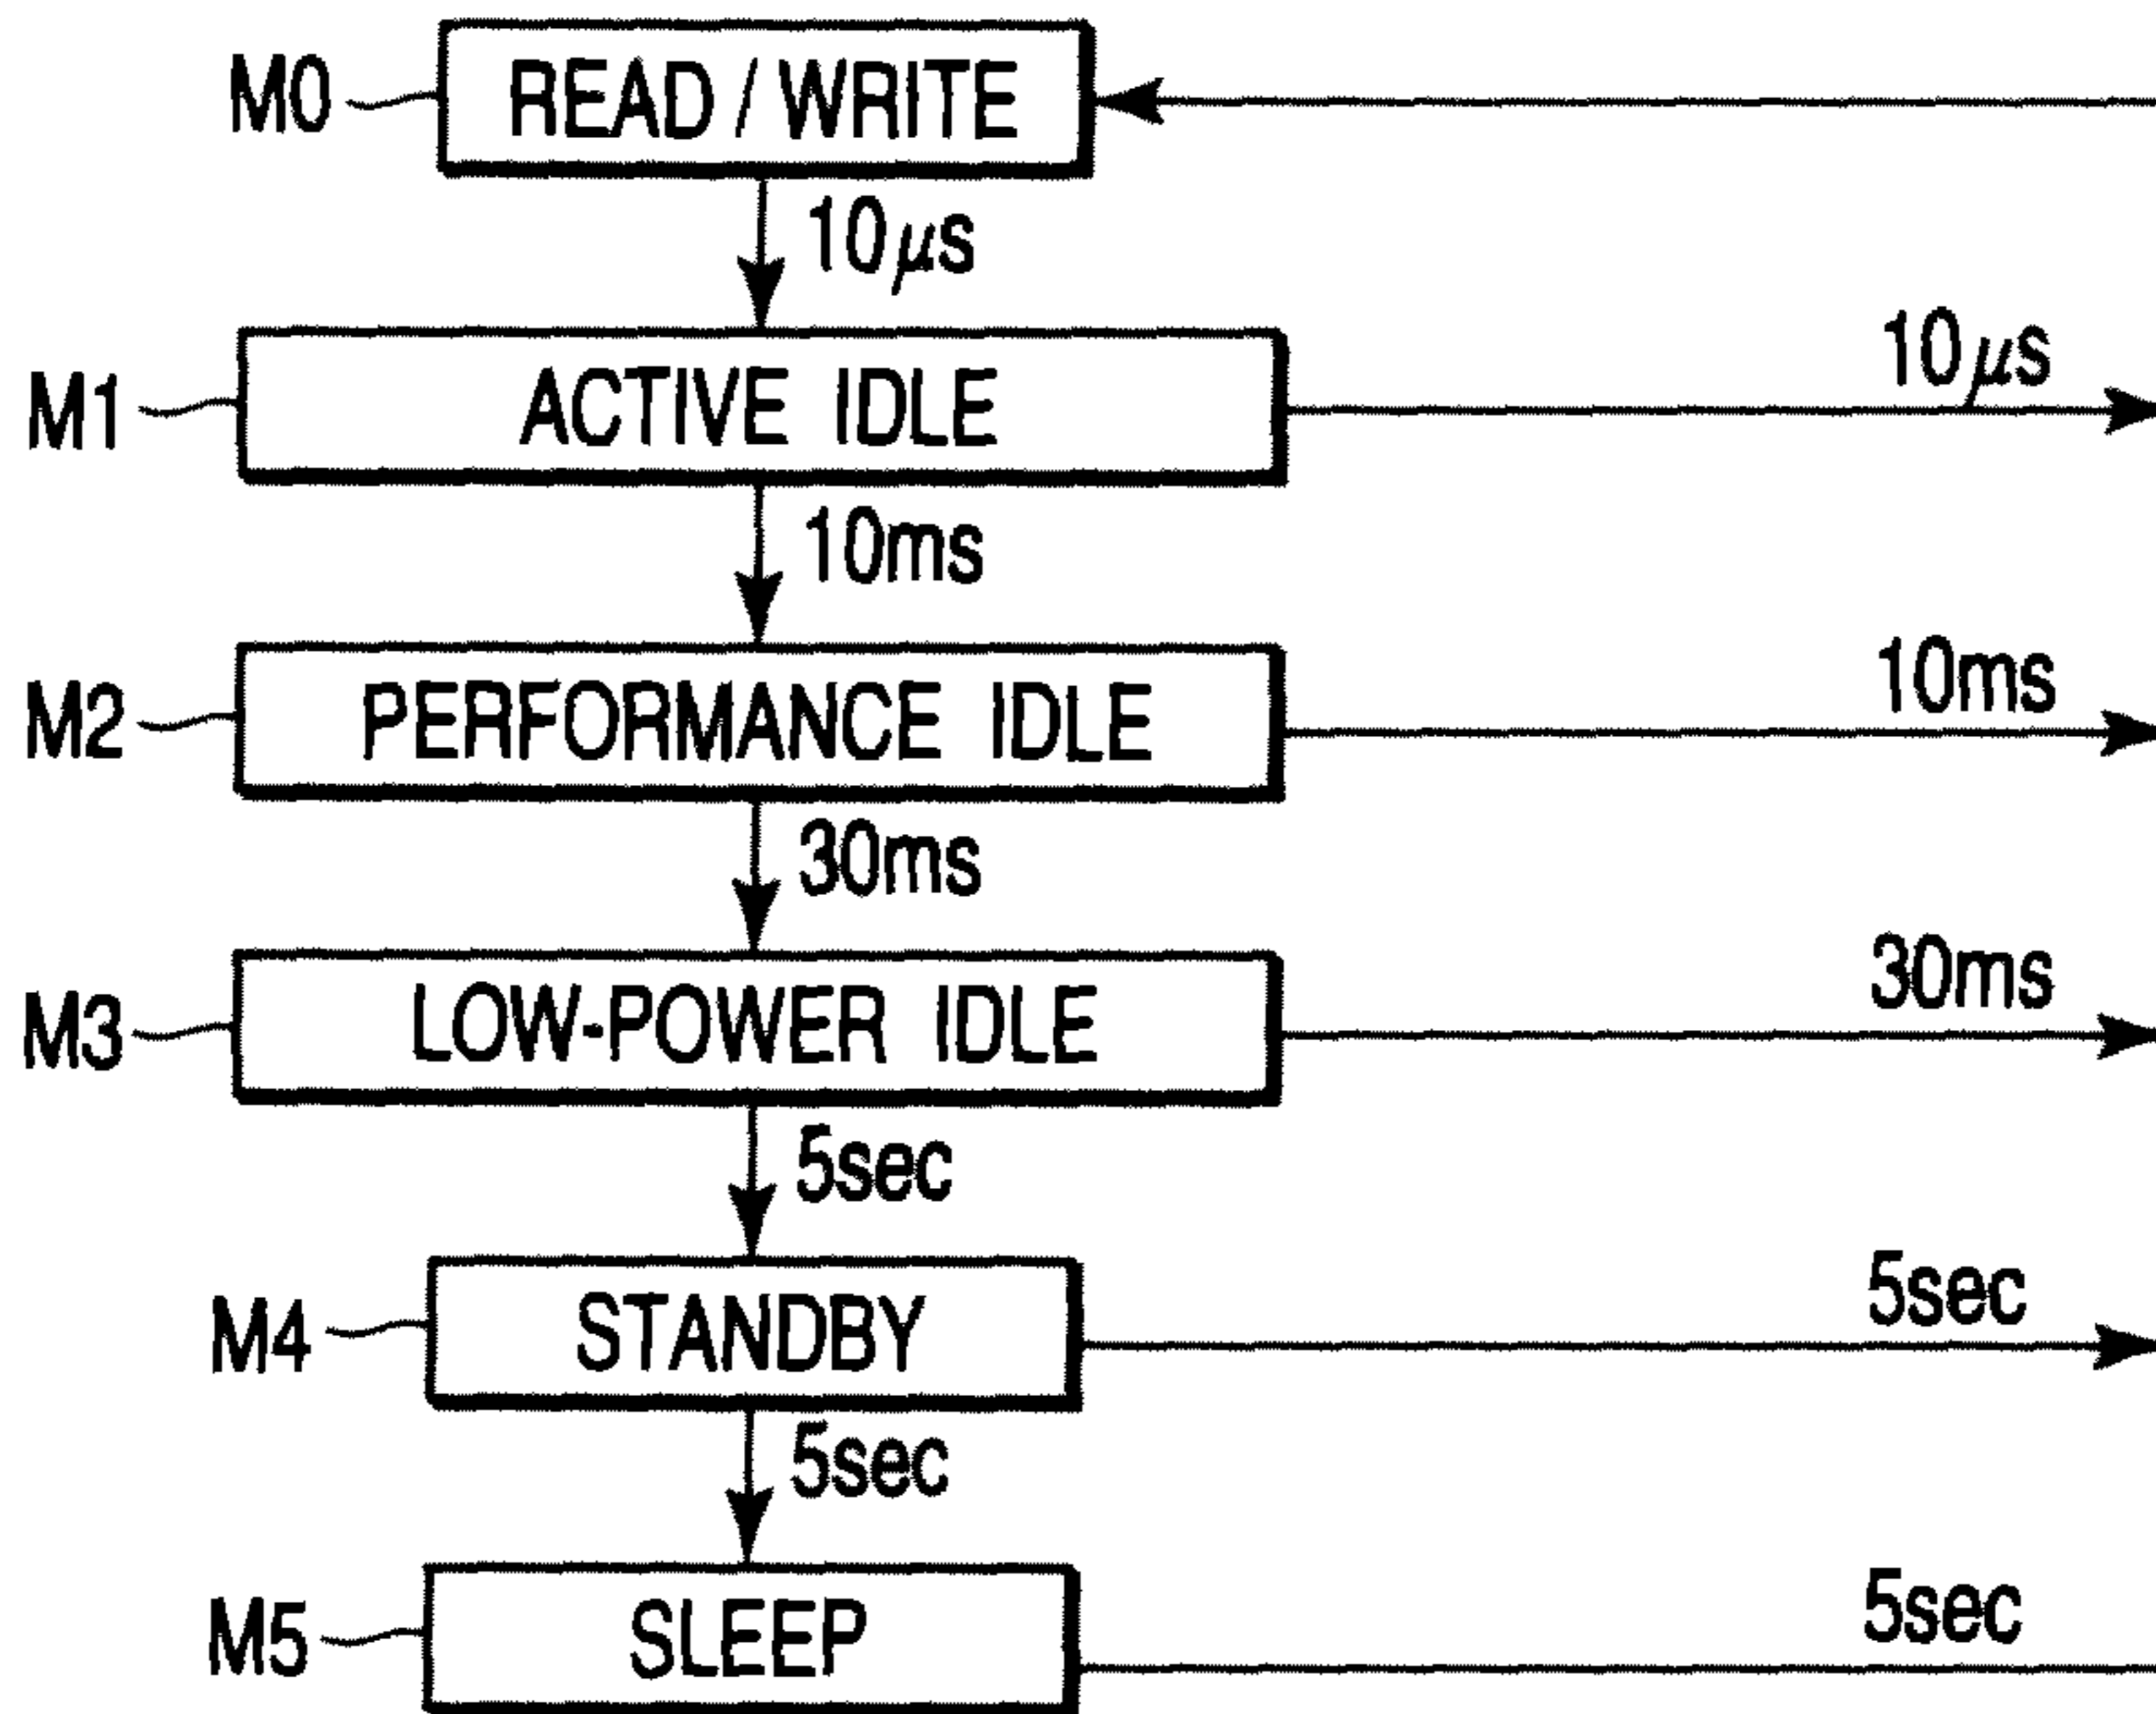 M0 READ / WRITE
10μs
10μs
M1 ACTIVE IDLE
10ms
10ms
M2 PERFORMANCE IDLE
30ms
30ms
M3 LOW-POWER IDLE
5sec
5sec
M4 STANDBY
5sec
5sec
M5 SLEEP